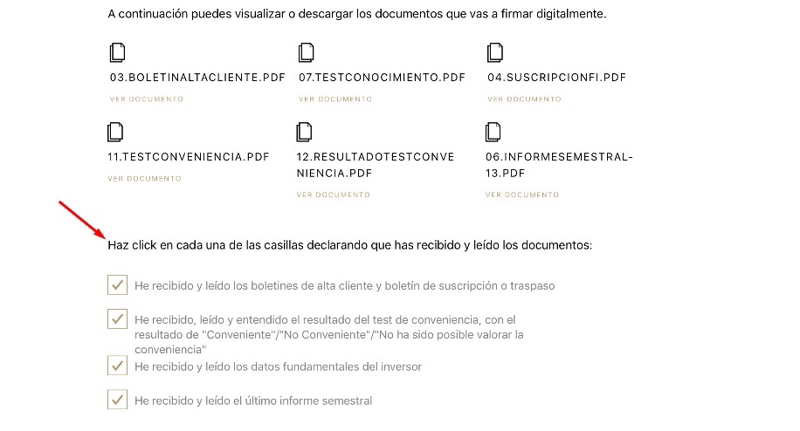 A continuación puedes visualizar o descargar los documentos que vas a firmar digitalmente.
03.BOLETINALTACLIENTE.PDF
07.TESTCONOCIMIENTO.PDF
04.SUSCRIPCIONFI.PDF
VER DOCUMENTO
VER DOCUMENTO
VER DOCUMENTO
11.TESTCONVENIENCIA.PDF
VER DOCUMENTO
12.RESULTADOTESTCONVE
NIENCIA.PDF
VER DOCUMENTO
06.INFORMESEMESTRAL-
13.PDF
VER DOCUMENTO
Haz click en cada una de las casillas declarando que has recibido y leído los documentos:
He recibido y leído los boletines de alta cliente y boletín de suscripción o traspaso
He recibido, leído y entendido el resultado del test de conveniencia, con el
resultado de "Conveniente"/"No Conveniente"/"No ha sido posible valorar la
conveniencia"
He recibido y leído los datos fundamentales del inversor
He recibido y leído el último informe semestral